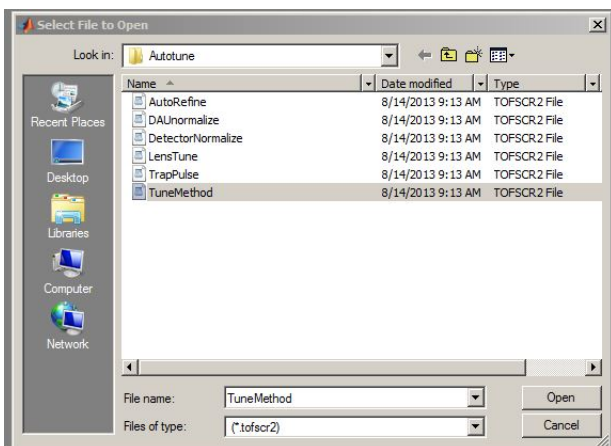 Select File to Open
Look in: Autotune
Recent Places
Desktop
Libraries
Computer
Network
Name Date modified Type
AutoRefine 8/14/2013 9:13 AM TOFSCR2 File
DAUnormalize 8/14/2013 9:13 AM TOFSCR2 File
DetectorNormalize 8/14/2013 9:13 AM TOFSCR2 File
LensTune 8/14/2013 9:13 AM TOFSCR2 File
TrapPulse 8/14/2013 9:13 AM TOFSCR2 File
TuneMethod 8/14/2013 9:13 AM TOFSCR2 File
File name: TuneMethod Open
Files of type: (*.tofscr2) Cancel